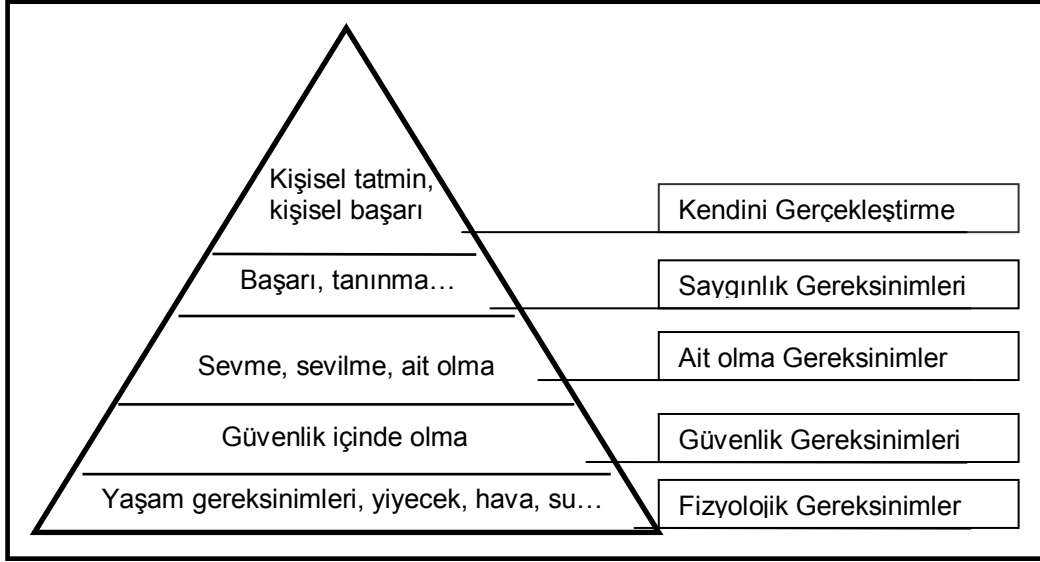 Kişisel tatmin,
kişisel başarı
Kendini Gerçekleştirme
Başarı, tanınma…
Saygınlık Gereksinimleri
Sevme, sevilme, ait olma
Ait olma Gereksinimler
Güvenlik içinde olma
Güvenlik Gereksinimleri
Yaşam gereksinimleri, yiyecek, hava, su…
Fizyolojik Gereksinimler